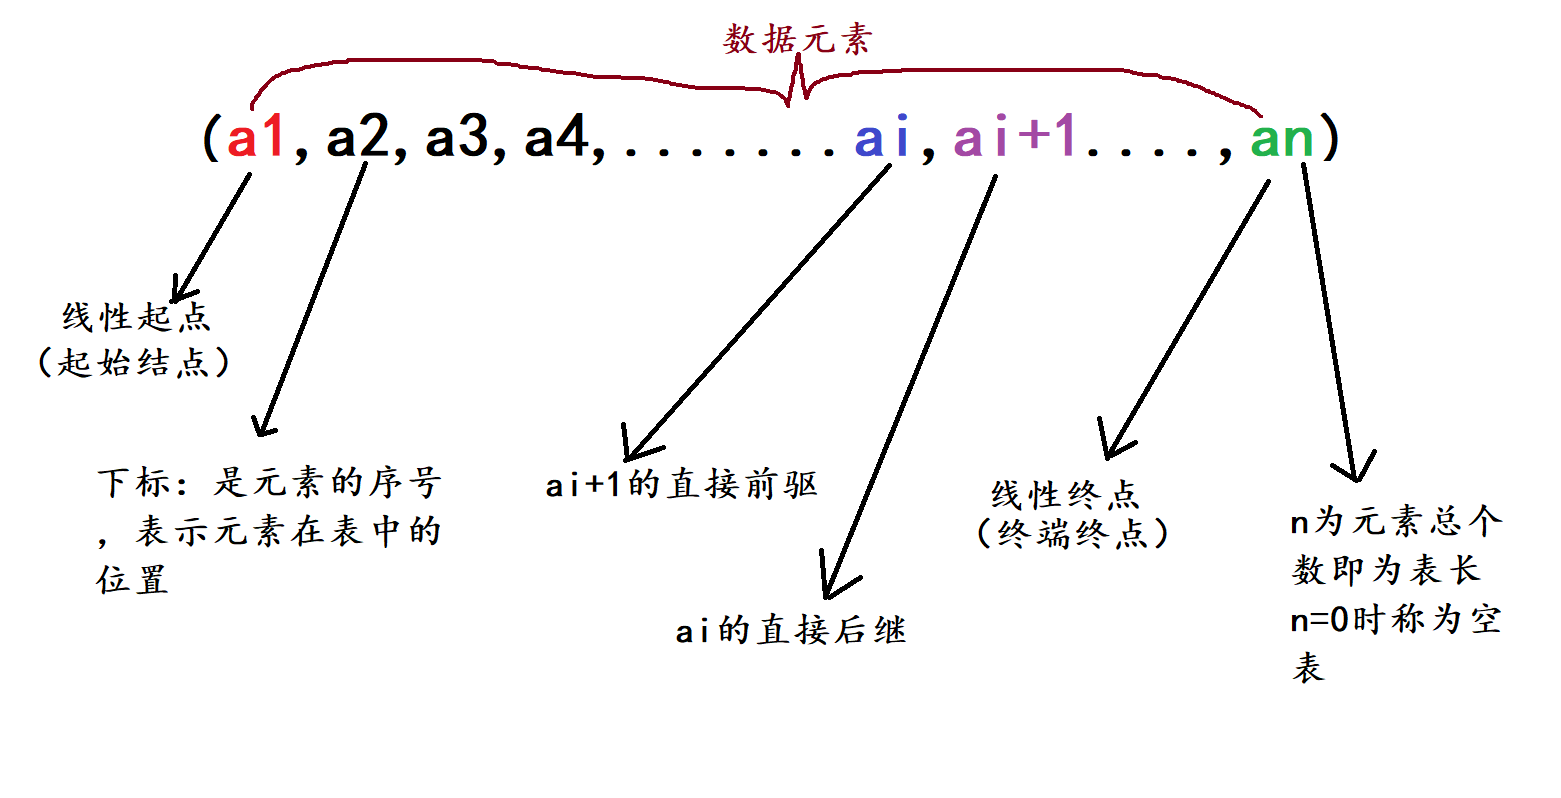 数据元素
(a1,a2,a3,a4,.......ai,ai+1....,an)
线性起点
(起始结点)
下标：是元素的序号
，表示元素在表中的
位置
ai+1的直接前驱
ai的直接后继
线性终点
(终端终点)
n为元素总个
数即为表长
n=0时称为空
表